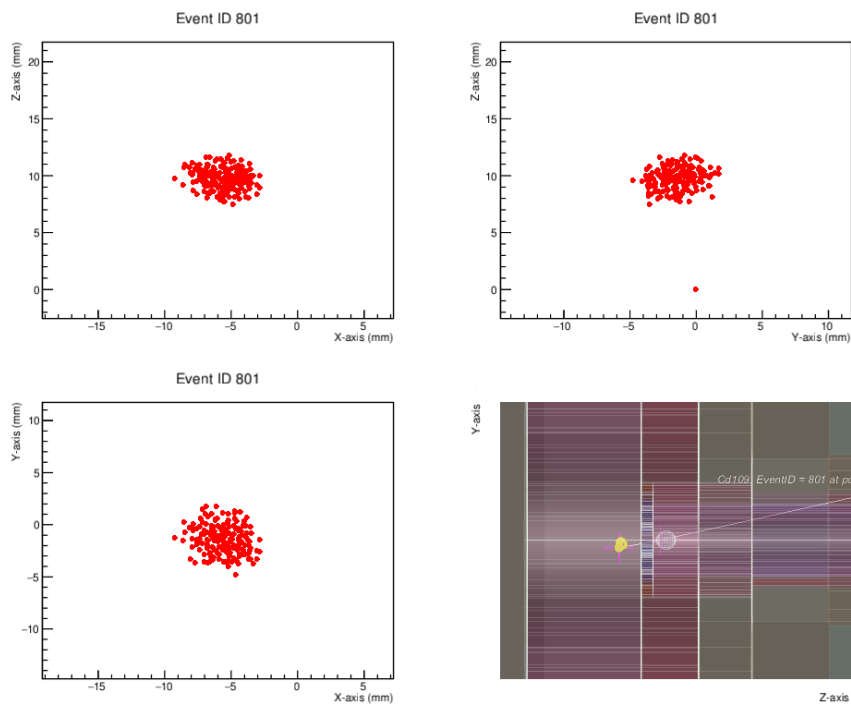 Event ID 801
Z-axis (mm)
20
15
10
5
0
−15
−10
−5
0
5
X-axis (mm)
Event ID 801
Z-axis (mm)
20
15
10
5
0
−10
−5
0
5
10
Y-axis (mm)
Event ID 801
Y-axis (mm)
10
5
0
−5
−10
−15
−10
−5
0
5
X-axis (mm)
Y-axis
Cd109, EventID = 801 at po
Z-axis